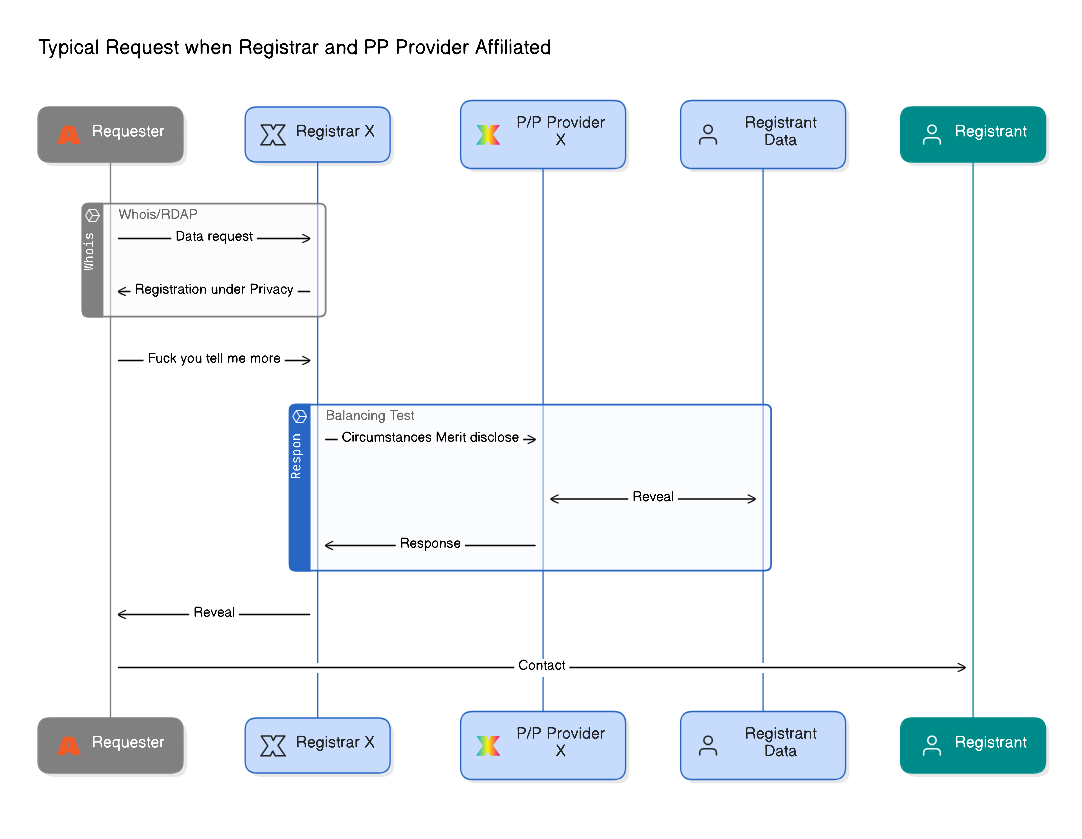 Typical Request when Registrar and PP Provider Affiliated
Requester
Registrar X
P/P Provider
X
Registrant
Data
Registrant
Whois
Whois/RDAP
Data request
Registration under Privacy
Fuck you tell me more
Respon
Balancing Test
Circumstances Merit disclose
Reveal
Response
Reveal
Contact
Requester
Registrar X
P/P Provider
X
Registrant
Data
Registrant